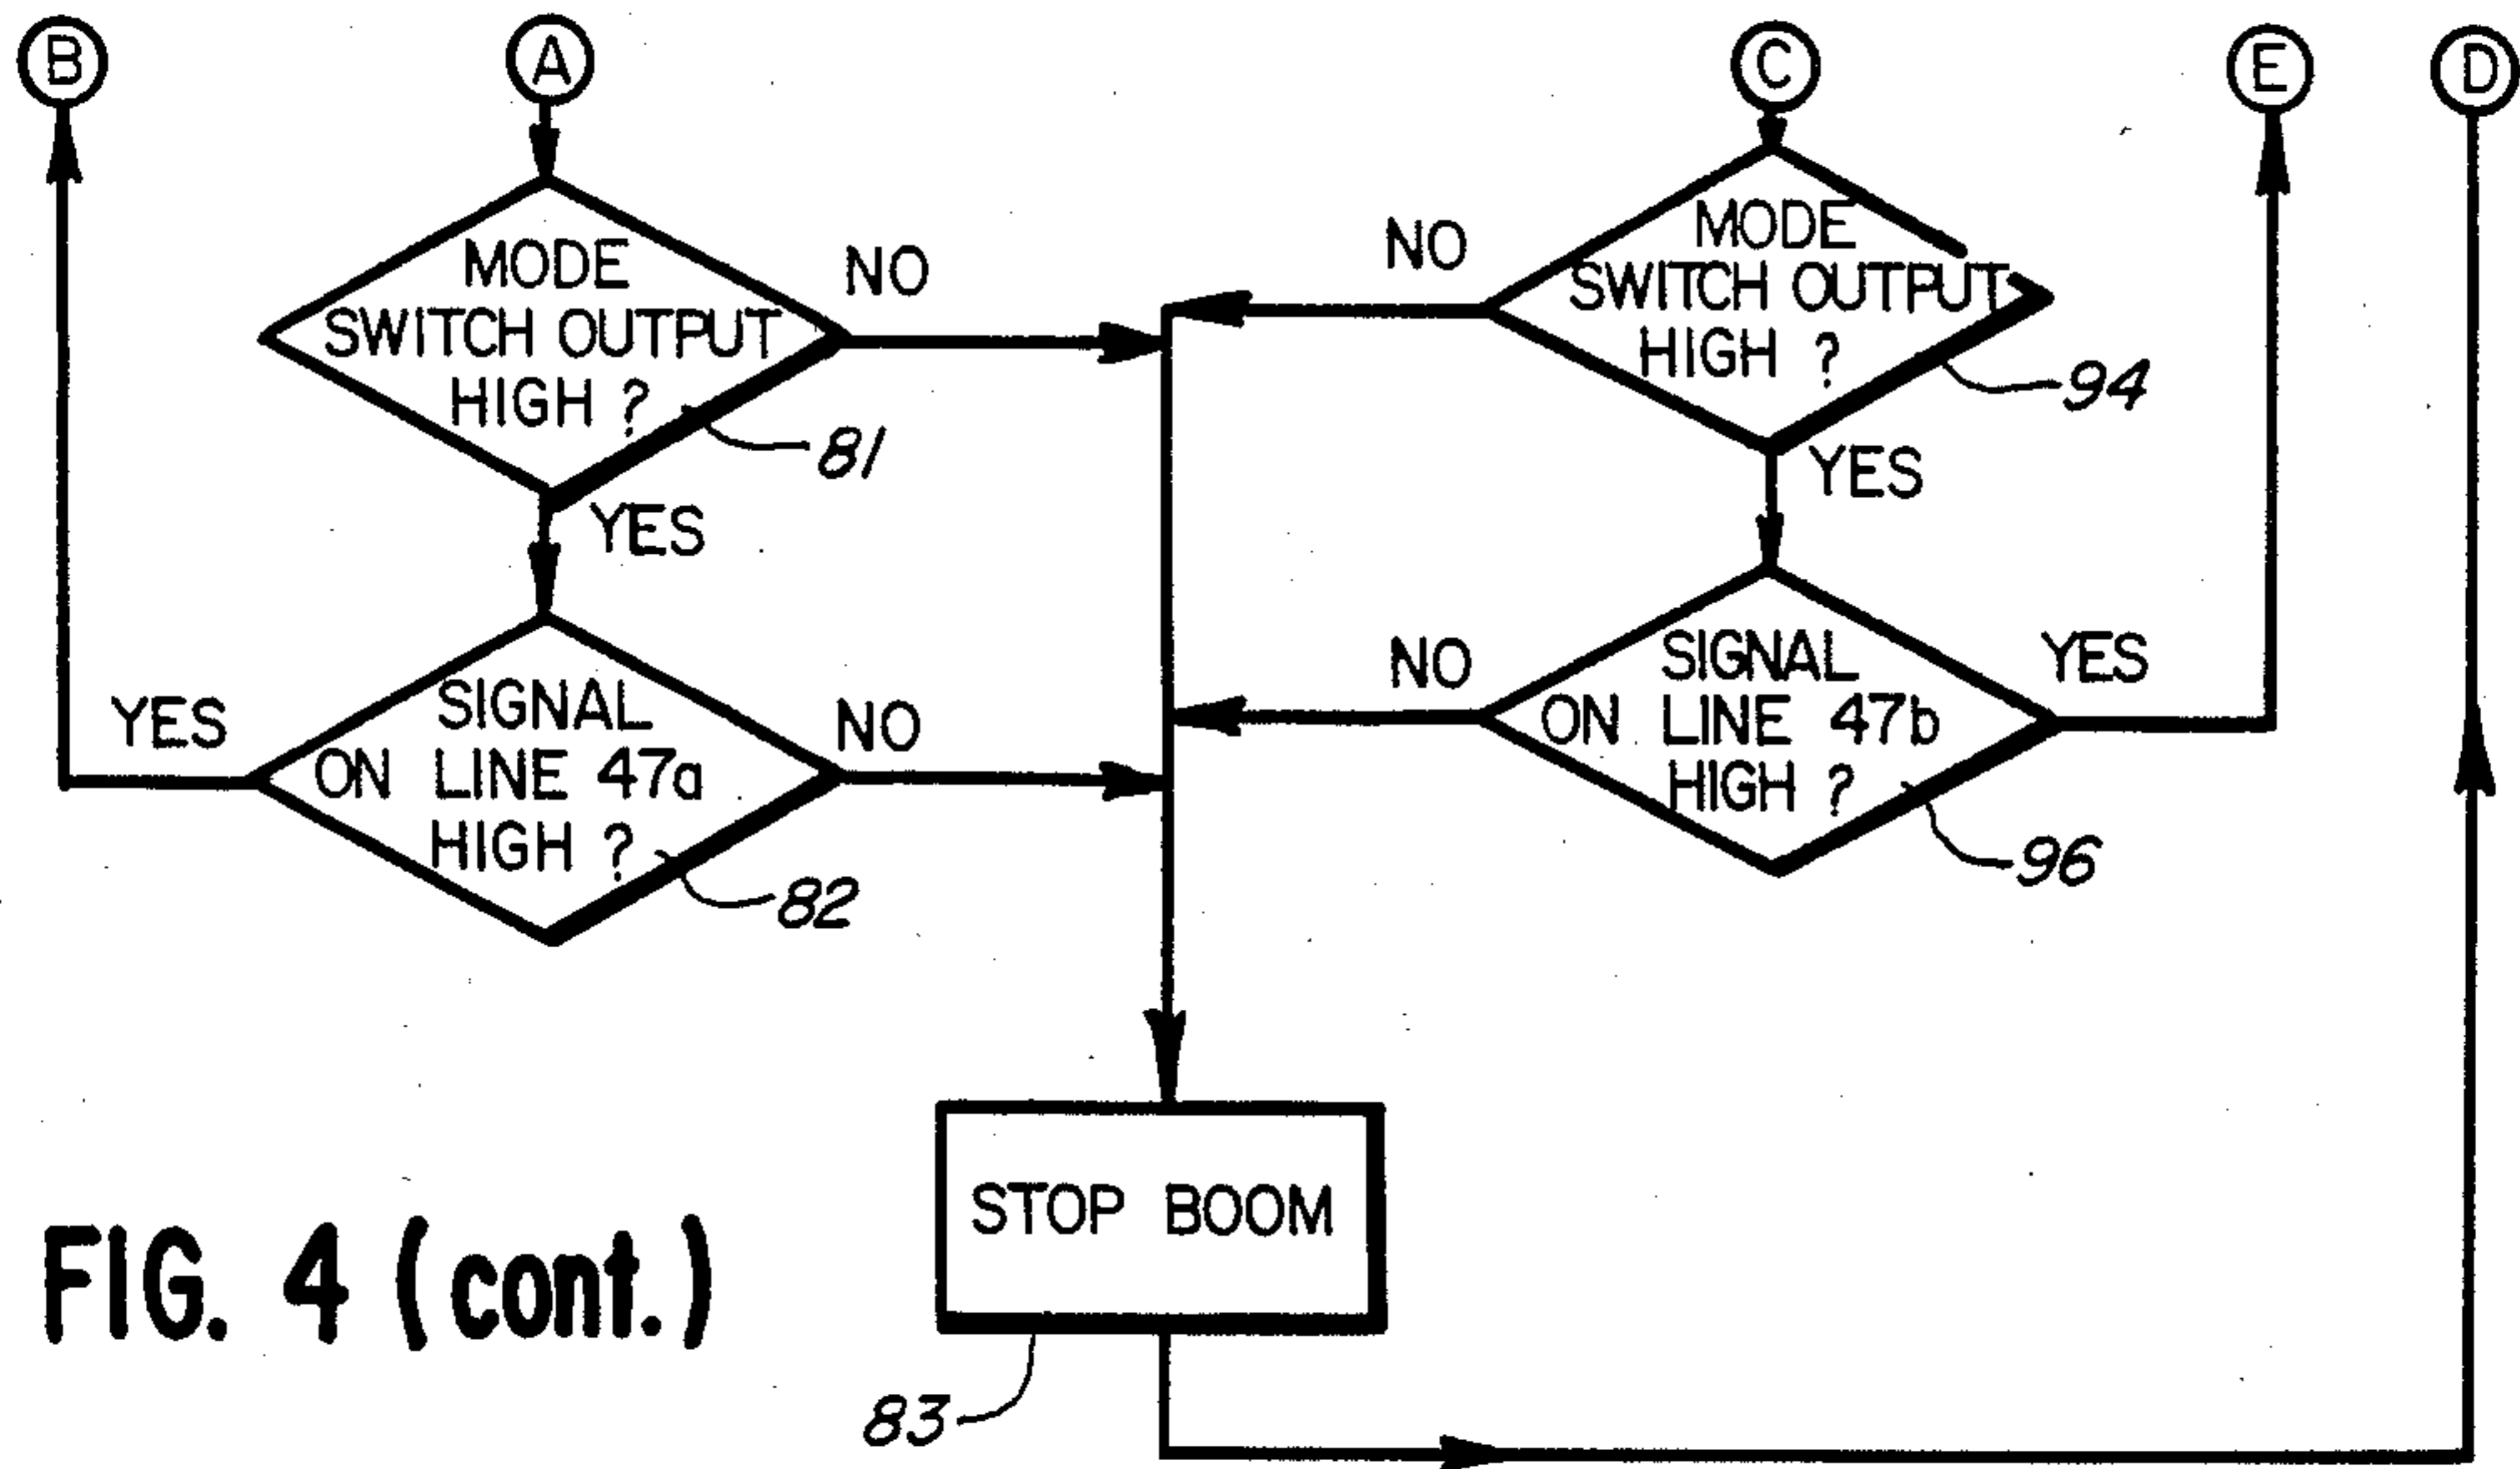 B
A
C
E
D
MODE
SWITCH OUTPUT
HIGH ?
NO
81
YES
NO
MODE
SWITCH OUTPUT
HIGH ?
94
YES
YES
SIGNAL
ON LINE 47a
HIGH ?
NO
82
NO
SIGNAL
ON LINE 47b
HIGH ?
YES
96
STOP BOOM
83
FIG. 4 (cont.)